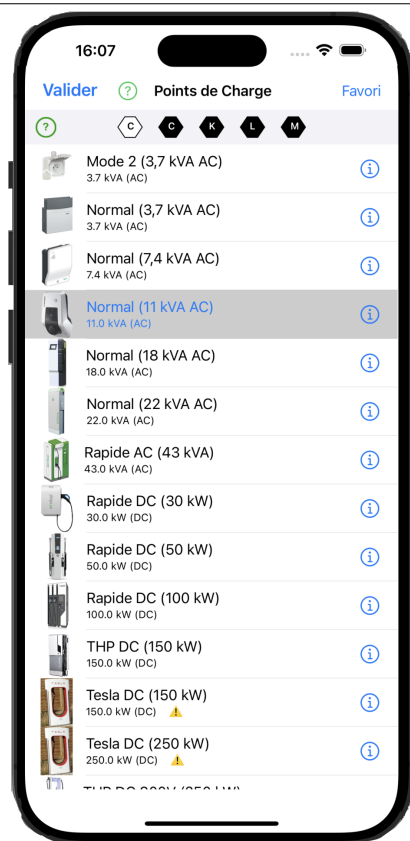 16:07
Valider ? Points de Charge Favori
? C C K L M
Mode 2 (3,7 kVA AC)
3.7 kVA (AC)
Normal (3,7 kVA AC)
3.7 kVA (AC)
Normal (7,4 kVA AC)
7.4 kVA (AC)
Normal (11 kVA AC)
11.0 kVA (AC)
Normal (18 kVA AC)
18.0 kVA (AC)
Normal (22 kVA AC)
22.0 kVA (AC)
Rapide AC (43 kVA)
43.0 kVA (AC)
Rapide DC (30 kW)
30.0 kW (DC)
Rapide DC (50 kW)
50.0 kW (DC)
Rapide DC (100 kW)
100.0 kW (DC)
THP DC (150 kW)
150.0 kW (DC)
Tesla DC (150 kW)
150.0 kW (DC)
Tesla DC (250 kW)
250.0 kW (DC)